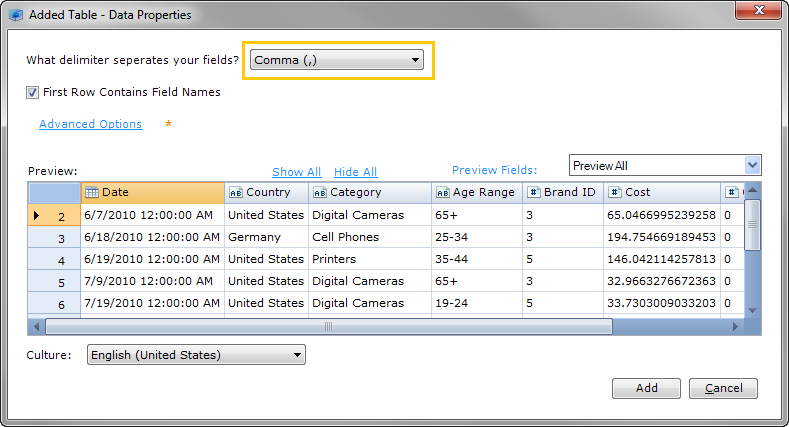 Added Table - Data Properties
What delimiter seperates your fields? Comma (,)
First Row Contains Field Names
Advanced Options *
Preview: Show All Hide All Preview Fields: Preview All
Date Country Category Age Range Brand ID Cost
2 6/7/2010 12:00:00 AM United States Digital Cameras 65+ 3 65.0466995239258 0
3 6/18/2010 12:00:00 AM Germany Cell Phones 25-34 3 194.754669189453 0
4 6/19/2010 12:00:00 AM United States Printers 35-44 5 146.042114257813 0
5 7/9/2010 12:00:00 AM United States Digital Cameras 65+ 3 32.9663276672363 0
6 7/19/2010 12:00:00 AM United States Digital Cameras 19-24 5 33.7303009033203 0
Culture: English (United States)
Add Cancel